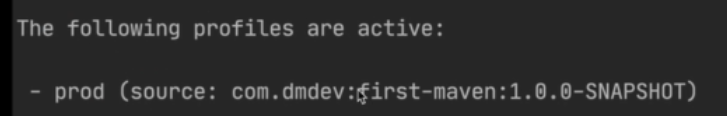 The following profiles are active:
- prod (source: com.dmdev:first-maven:1.0.0-SNAPSHOT)